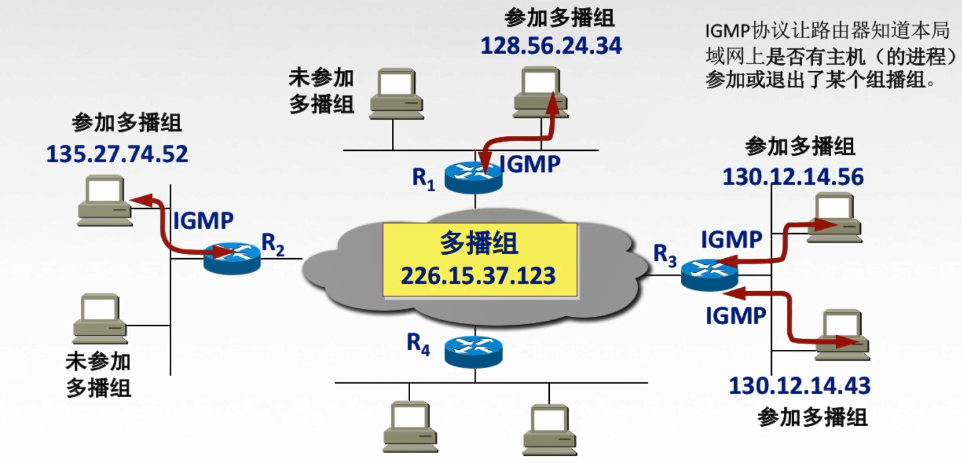 参加多播组
128.56.24.34
IGMP协议让路由器知道本局
域网上是否有主机（的进程）
参加或退出了某个组播组。
未参加
多播组
参加多播组
135.27.74.52
R1
IGMP
参加多播组
130.12.14.56
IGMP
R2
多播组
226.15.37.123
R3
IGMP
IGMP
未参加
多播组
R4
130.12.14.43
参加多播组